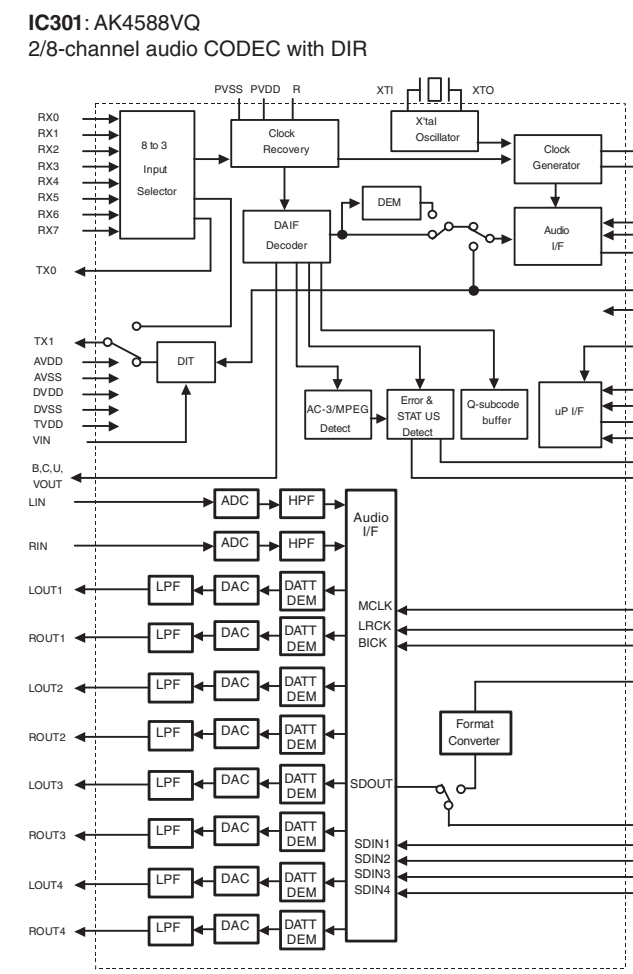 IC301: AK4588VQ
2/8-channel audio CODEC with DIR
PVSS PVDD R
XTI XTO
RX0
RX1
RX2
RX3
RX4
RX5
RX6
RX7
8 to 3
Input
Selector
Clock
Recovery
X'tal
Oscillator
Clock
Generator
DEM
DAIF
Decoder
Audio
I/F
TX0
TX1
AVDD
AVSS
DVDD
DVSS
TVDD
VIN
DIT
AC-3/MPEG
Detect
Error &
STAT US
Detect
Q-subcode
buffer
uP I/F
B,C,U,
VOUT
LIN
ADC
HPF
Audio
I/F
RIN
ADC
HPF
LOUT1
LPF
DAC
DATT
DEM
MCLK
LRCK
BICK
ROUT1
LPF
DAC
DATT
DEM
LOUT2
LPF
DAC
DATT
DEM
ROUT2
LPF
DAC
DATT
DEM
Format
Converter
LOUT3
LPF
DAC
DATT
DEM
SDOUT
ROUT3
LPF
DAC
DATT
DEM
SDIN1
SDIN2
SDIN3
SDIN4
LOUT4
LPF
DAC
DATT
DEM
ROUT4
LPF
DAC
DATT
DEM